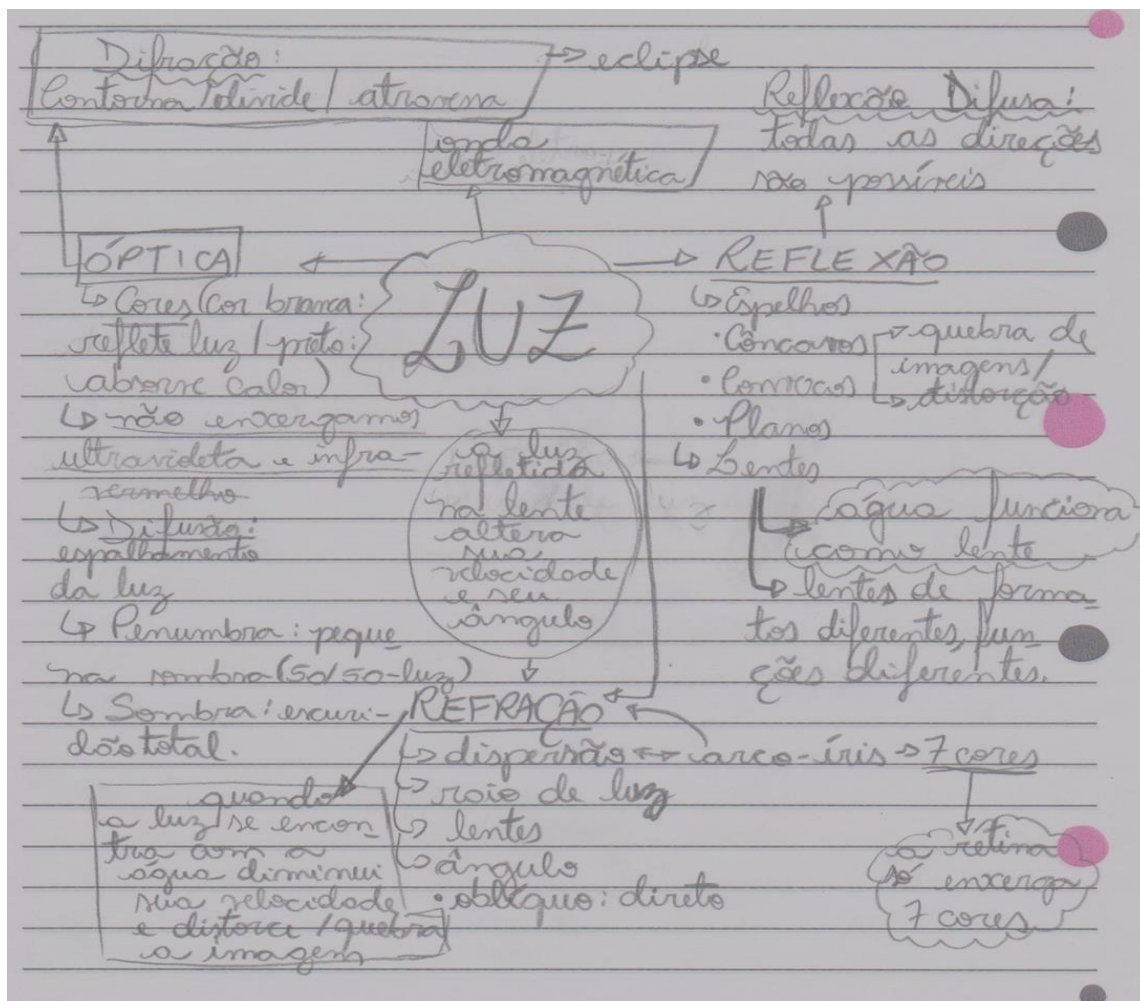 Difração:
Contorna/divide/ atravessa
→ eclipse
onda
eletromagnética
Reflexão Difusa:
todas as direções
são possíveis
LUZ
ÓPTICA
↳ Cores (Cor branca:
reflete luz / preto:
absorve calor)
↳ não enxergamos
ultravioleta e infra-
vermelho
↳ Difusão:
espalhamento
da luz
↳ Penumbra: peque
na sombra (50/50-luz)
↳ Sombra: escuri-
dão total.
REFLEXÃO
↳ Espelhos
• Côncavos
• Convexos
• Planos
quebra de
imagens/
distorção
↳ Lentes
água funciona
como lente
lentes de forma-
tos diferentes, fun-
ções diferentes.
a luz
refletida
na lente
altera
sua
velocidade
e seu
ângulo
REFRAÇÃO
↳ dispersão ↔ arco-íris → 7 cores
↳ raio de luz
↳ lentes
↳ ângulo
• oblíquo: direto
a retina
só enxerga
7 cores
quando
a luz se encon-
tra com a
água diminui
sua velocidade
e distorce/quebra
a imagem